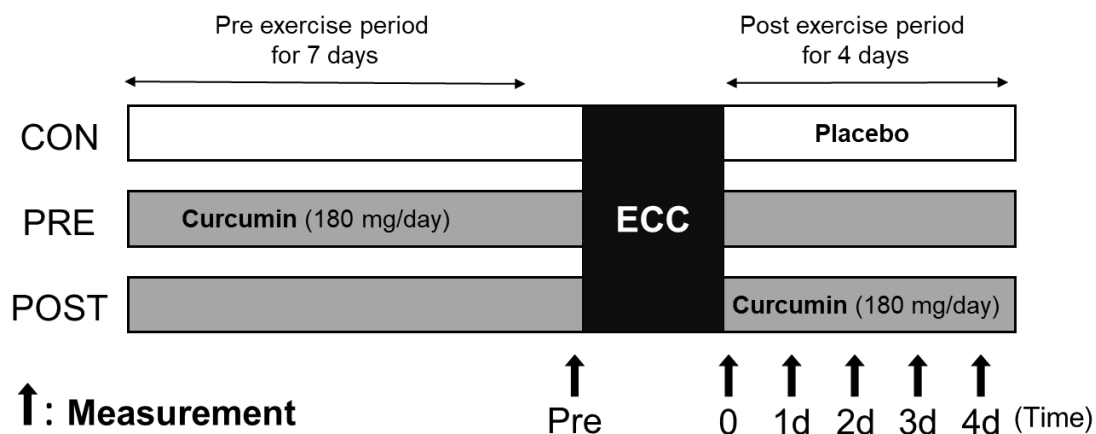 Pre exercise period
for 7 days
Post exercise period
for 4 days
CON
Placebo
PRE
Curcumin (180 mg/day)
ECC
POST
Curcumin (180 mg/day)
: Measurement
Pre
0
1d
2d
3d
4d
(Time)